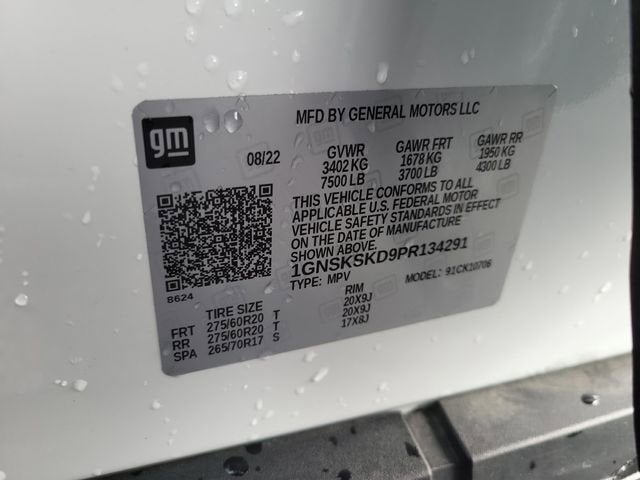 MFD BY GENERAL MOTORS LLC
gm
08/22
GVWR GAWR FRT GAWR RR
3402 KG 1678 KG 1950 KG
7500 LB 3700 LB 4300 LB
THIS VEHICLE CONFORMS TO ALL
APPLICABLE U.S. FEDERAL MOTOR
VEHICLE SAFETY STANDARDS IN EFFECT
ON THE DATE OF MANUFACTURE
SHOWN ABOVE.
1GNSKSKD9PR134291
TYPE: MPV MODEL: 91CK10706
8624
TIRE SIZE RIM
FRT 275/60R20 T 20X9J
RR 275/60R20 T 20X9J
SPA 265/70R17 S 17X8J